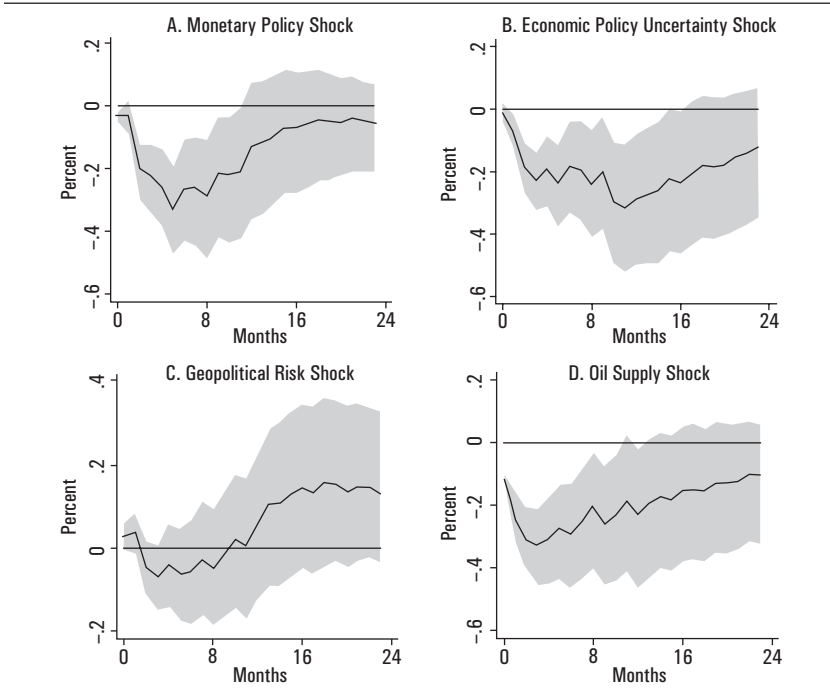 A. Monetary Policy Shock
.2
0
-.2
-.4
-.6
Percent
0 8 16 24
Months
B. Economic Policy Uncertainty Shock
.2
0
-.2
-.4
-.6
Percent
0 8 16 24
Months
C. Geopolitical Risk Shock
.4
.2
0
-.2
Percent
0 8 16 24
Months
D. Oil Supply Shock
.2
0
-.2
-.4
-.6
Percent
0 8 16 24
Months